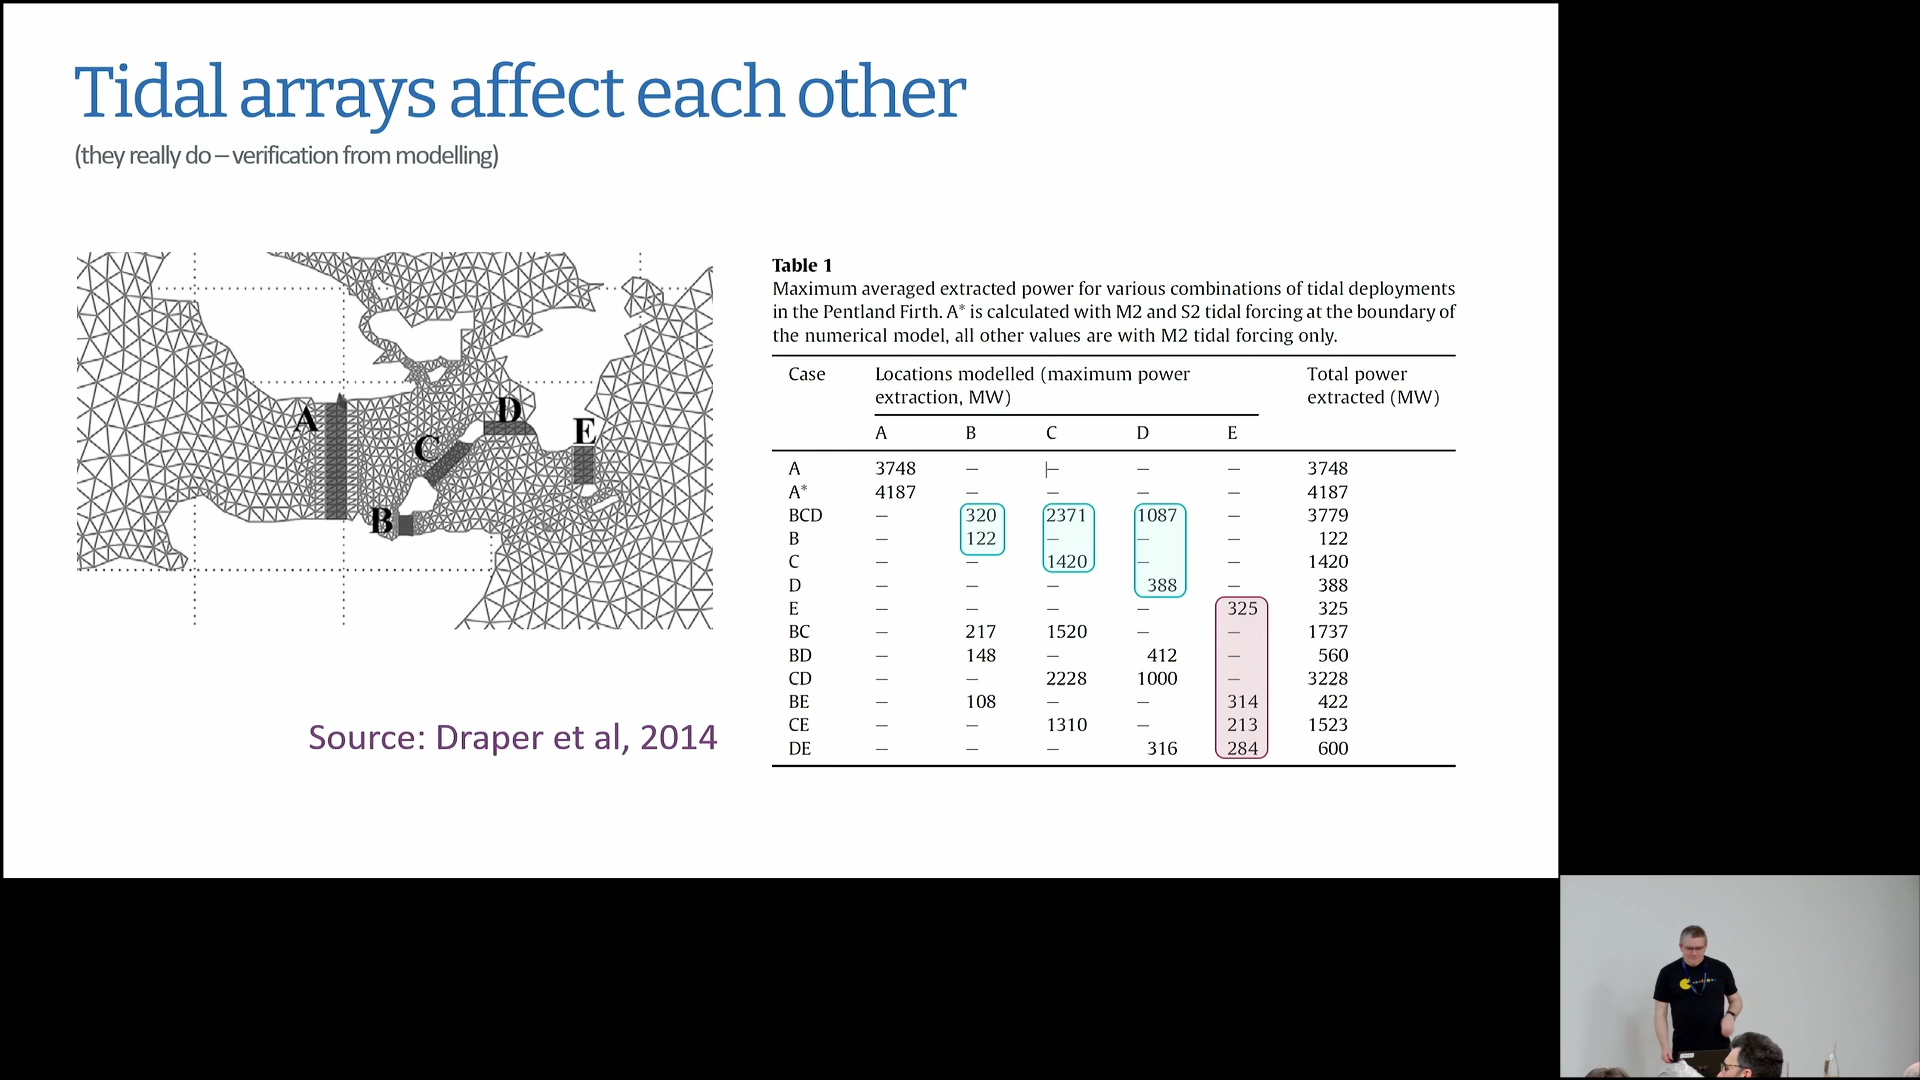 Tidal arrays affect each other
(they really do – verification from modelling)
A
D
C
E
B
Source: Draper et al, 2014
Table 1
Maximum averaged extracted power for various combinations of tidal deployments
in the Pentland Firth. A* is calculated with M2 and S2 tidal forcing at the boundary of
the numerical model, all other values are with M2 tidal forcing only.
Case Locations modelled (maximum power Total power
extraction, MW) extracted (MW)
A B C D E
A 3748 – – – – 3748
A* 4187 – – – – 4187
BCD – 320 2371 1087 – 3779
B – 122 – – – 122
C – – 1420 – – 1420
D – – – 388 – 388
E – – – – 325 325
BC – 217 1520 – – 1737
BD – 148 – 412 – 560
CD – – 2228 1000 – 3228
BE – 108 – – 314 422
CE – – 1310 – 213 1523
DE – – – 316 284 600